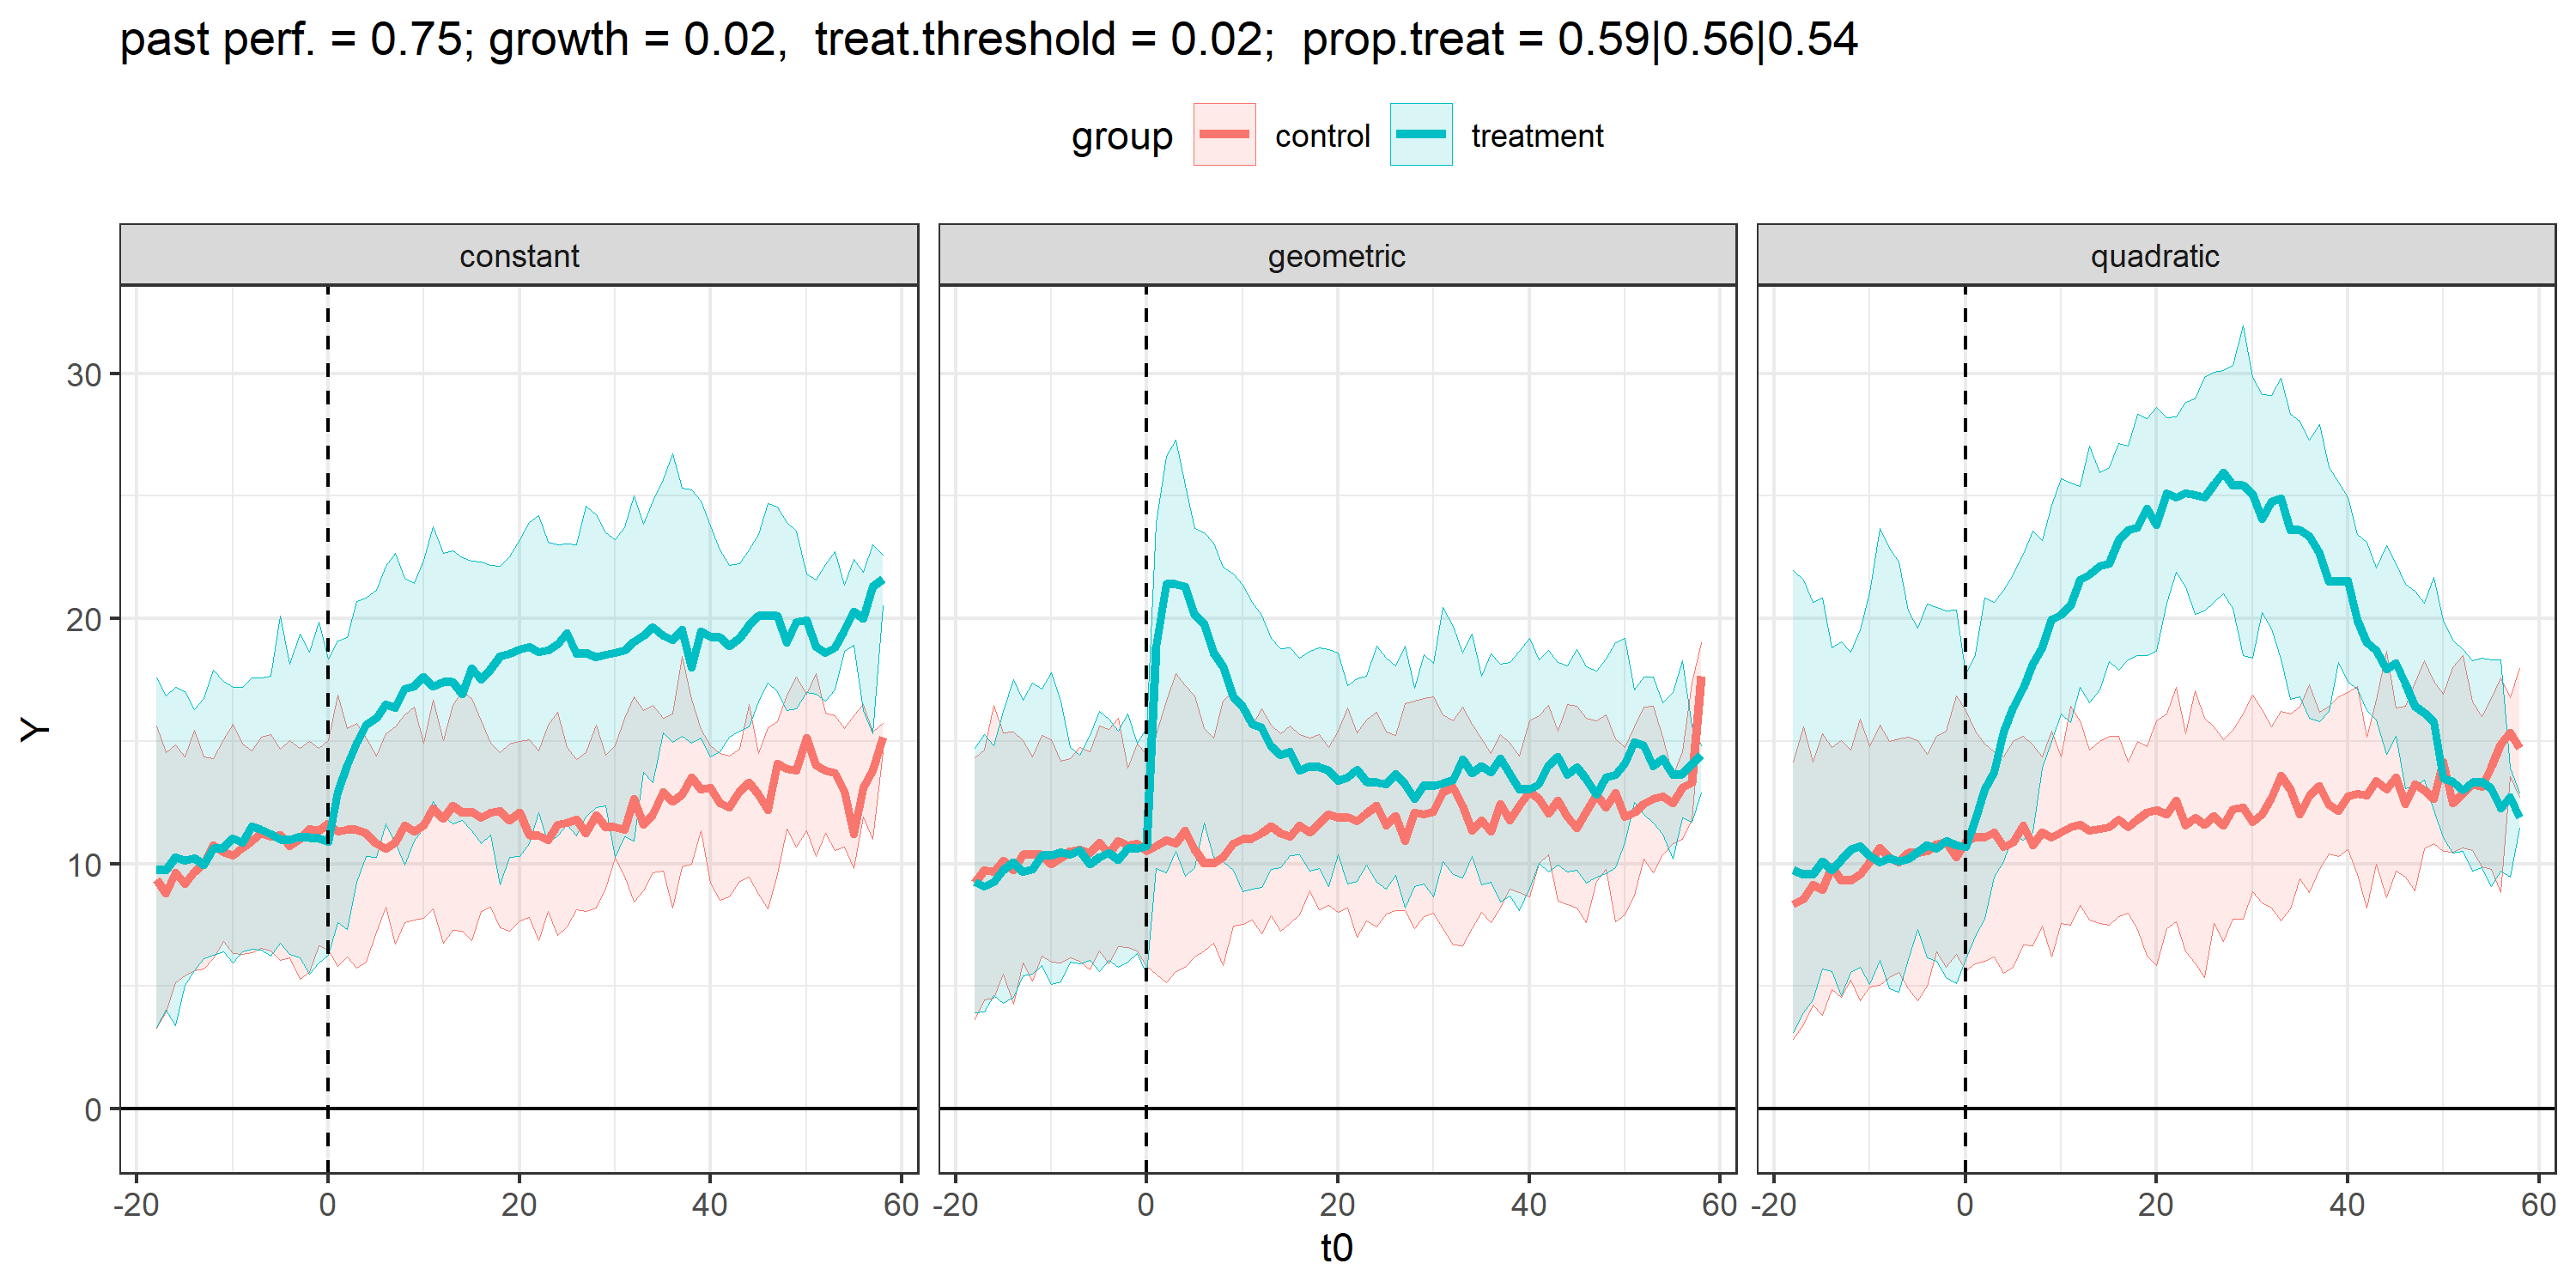 past perf. = 0.75; growth = 0.02,  treat.threshold = 0.02;  prop.treat = 0.59|0.56|0.54
group control treatment
constant geometric quadratic
30
20
10
0
Y
-20 0 20 40 60 -20 0 20 40 60 -20 0 20 40 60
t0